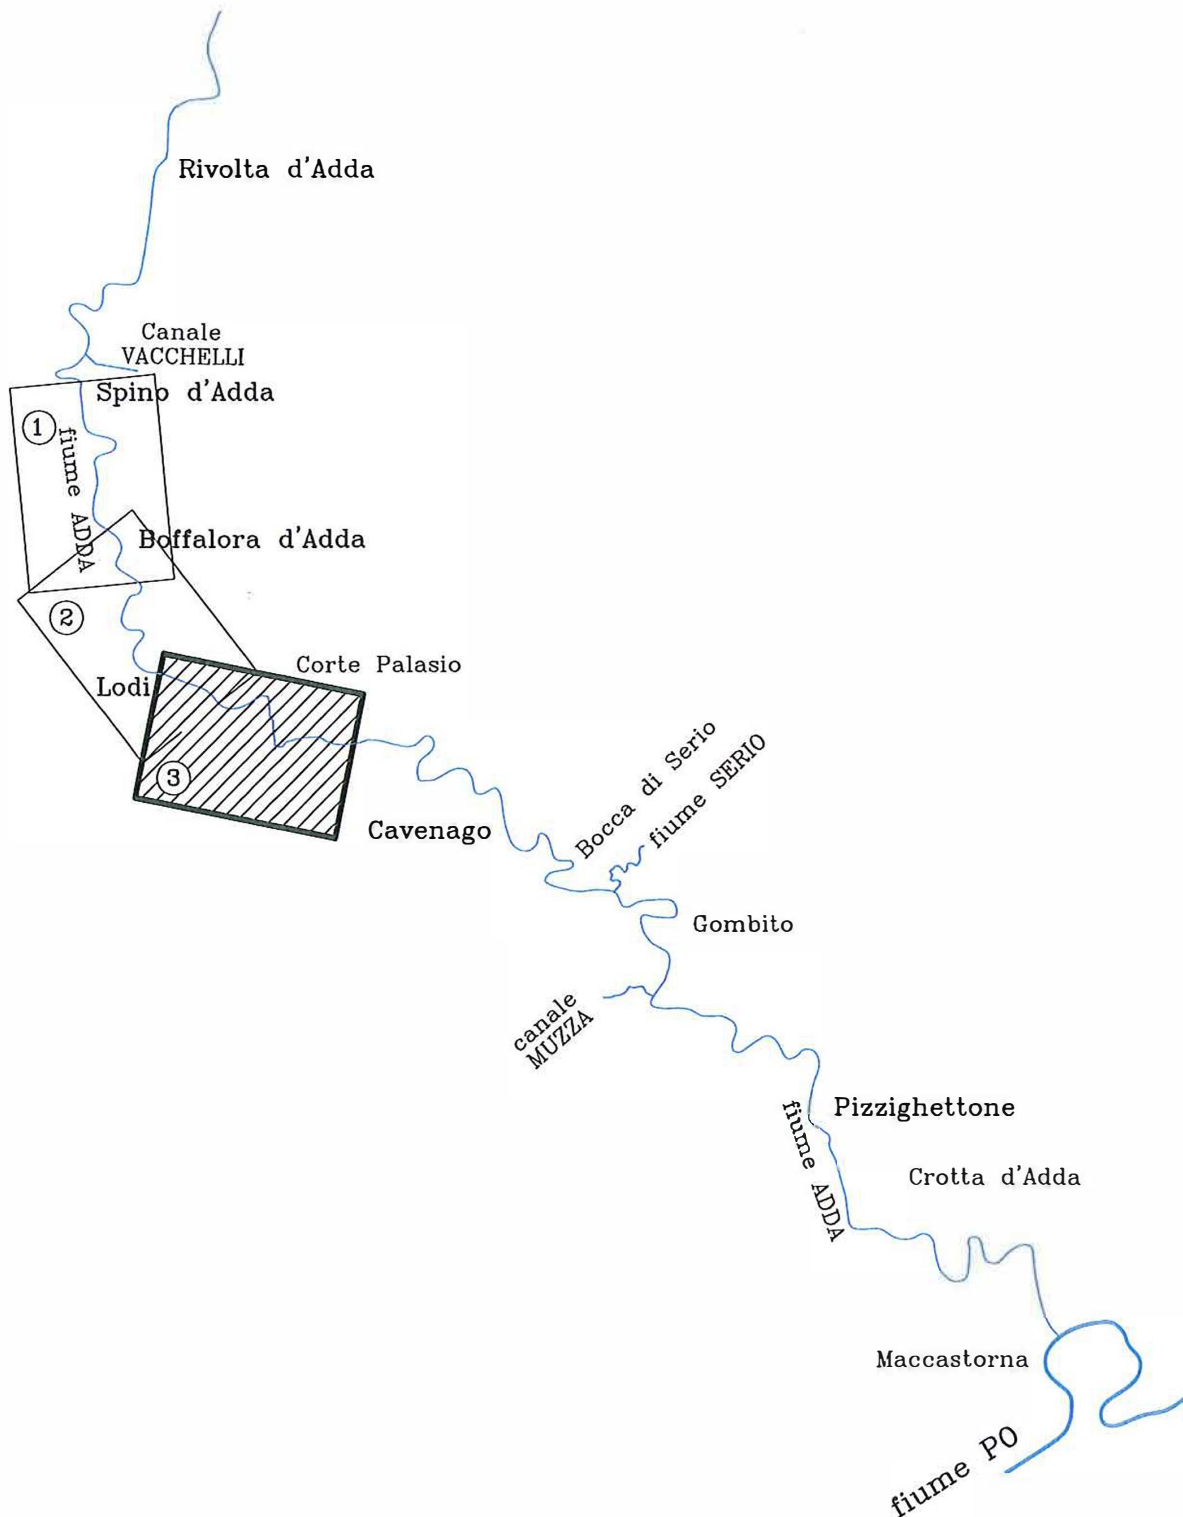 Rivolta d'Adda
Canale
VACCHELLI
Spino d'Adda
1
fiume ADDA
Boffalora d'Adda
2
Corte Palasio
Lodi
3
Cavenago
Bocca di Serio
fiume SERIO
Gombito
canale
MUZZA
Pizzighettone
fiume ADDA
Crotta d'Adda
Maccastorna
fiume PO